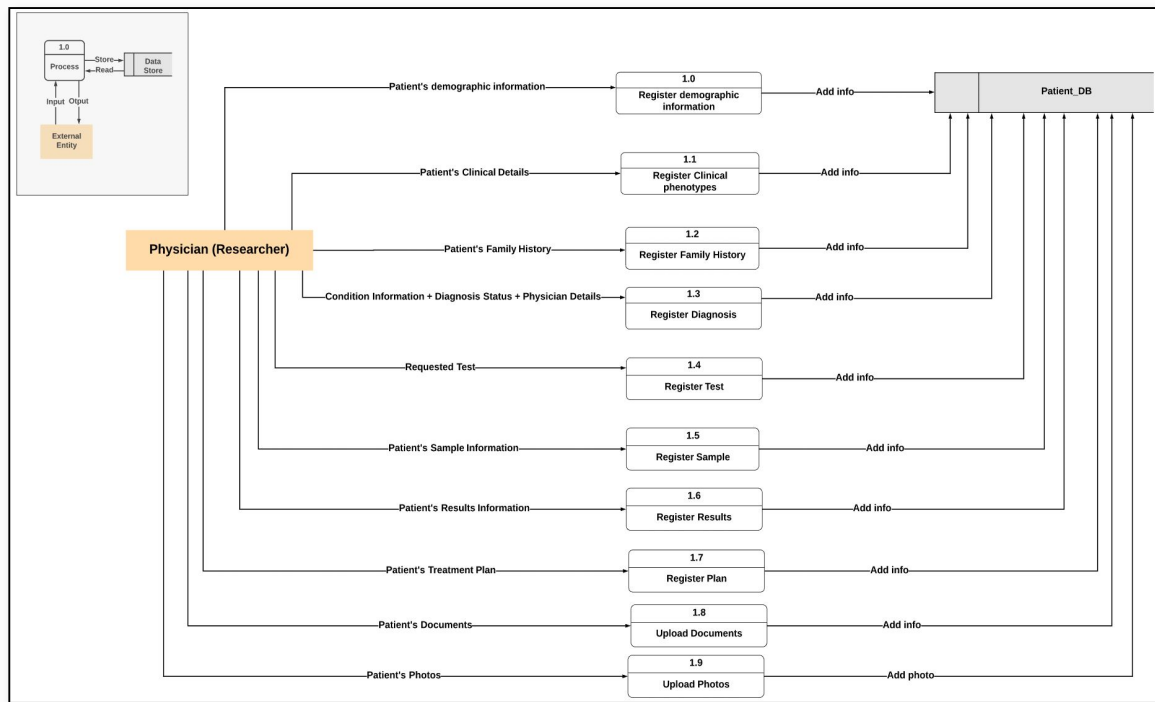 1.0
Process
Store
Read
Data
Store
Input
Otput
External
Entity
Patient's demographic information
1.0
Register demographic
information
Add info
Patient_DB
Patient's Clinical Details
1.1
Register Clinical
phenotypes
Add info
Physician (Researcher)
Patient's Family History
1.2
Register Family History
Add info
Condition Information + Diagnosis Status + Physician Details
1.3
Register Diagnosis
Add info
Requested Test
1.4
Register Test
Add info
Patient's Sample Information
1.5
Register Sample
Add info
Patient's Results Information
1.6
Register Results
Add info
Patient's Treatment Plan
1.7
Register Plan
Add info
Patient's Documents
1.8
Upload Documents
Add info
Patient's Photos
1.9
Upload Photos
Add photo